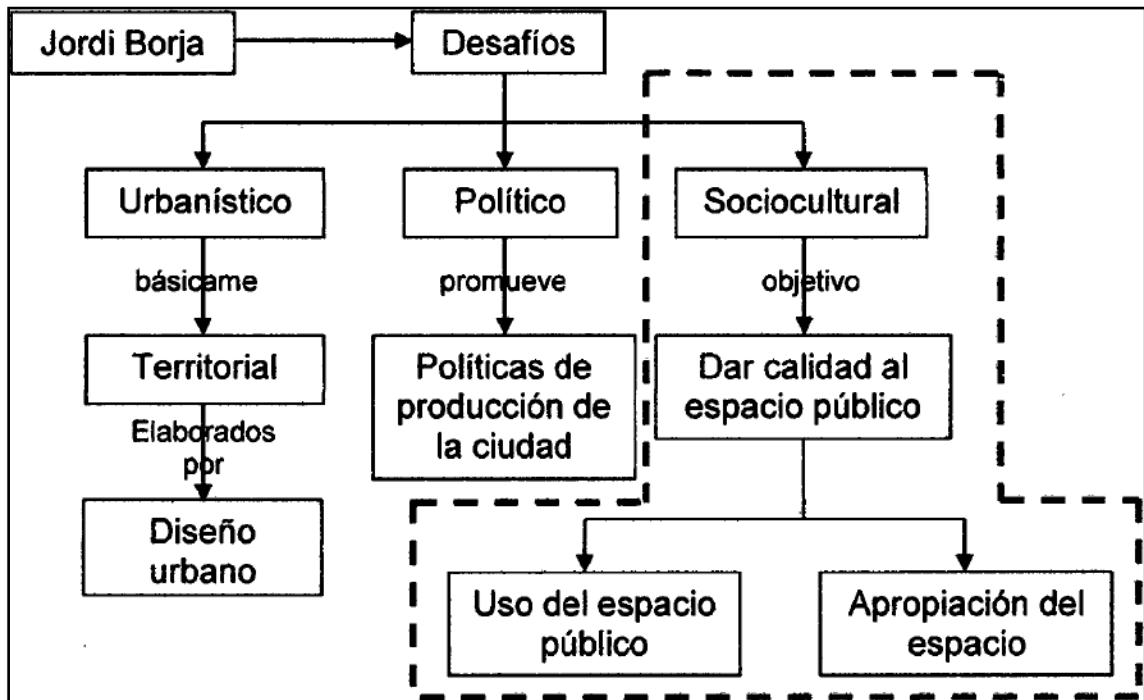 Jordi Borja
Desafíos
Urbanístico
Político
Sociocultural
básicame
promueve
objetivo
Territorial
Políticas de
producción de
la ciudad
Dar calidad al
espacio público
Elaborados
por
Diseño
urbano
Uso del espacio
público
Apropiación del
espacio